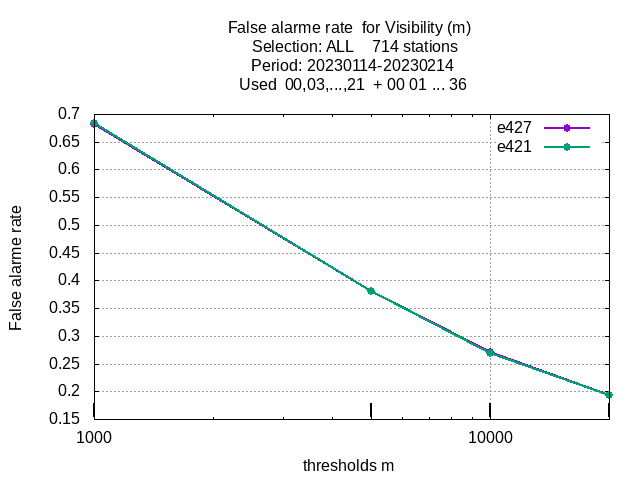 False alarme rate  for Visibility (m)
Selection: ALL    714 stations
Period: 20230114-20230214
Used  00,03,...,21  + 00 01 ... 36
e427
e421
0.7
0.65
0.6
0.55
0.5
0.45
0.4
0.35
0.3
0.25
0.2
0.15
False alarme rate
1000
10000
thresholds m